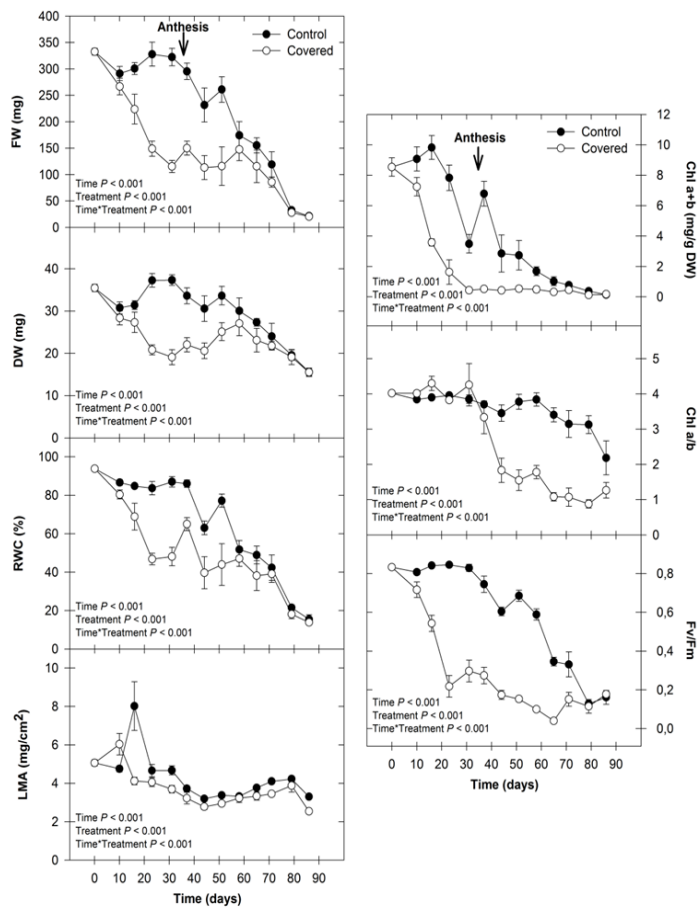 400
350
300
250
200
150
100
50
0
FW (mg)
Anthesis
Control
Covered
Time P < 0.001
Treatment P < 0.001
Time*Treatment P < 0.001
40
30
20
10
0
DW (mg)
Time P < 0.001
Treatment P < 0.001
Time*Treatment P < 0.001
100
80
60
40
20
0
RWC (%)
Time P < 0.001
Treatment P < 0.001
Time*Treatment P < 0.001
10
8
6
4
2
0
LMA (mg/cm²)
Time P < 0.001
Treatment P < 0.001
Time*Treatment P < 0.001
0 10 20 30 40 50 60 70 80 90
Time (days)
Anthesis
Control
Covered
12
10
8
6
4
2
0
Chl a+b (mg/g DW)
Time P < 0.001
Treatment P < 0.001
Time*Treatment P < 0.001
5
4
3
2
1
0
Chl a/b
Time P < 0.001
Treatment P < 0.001
Time*Treatment P < 0.001
0,8
0,6
0,4
0,2
0,0
Fv/Fm
Time P < 0.001
Treatment P < 0.001
Time*Treatment P < 0.001
0 10 20 30 40 50 60 70 80 90
Time (days)